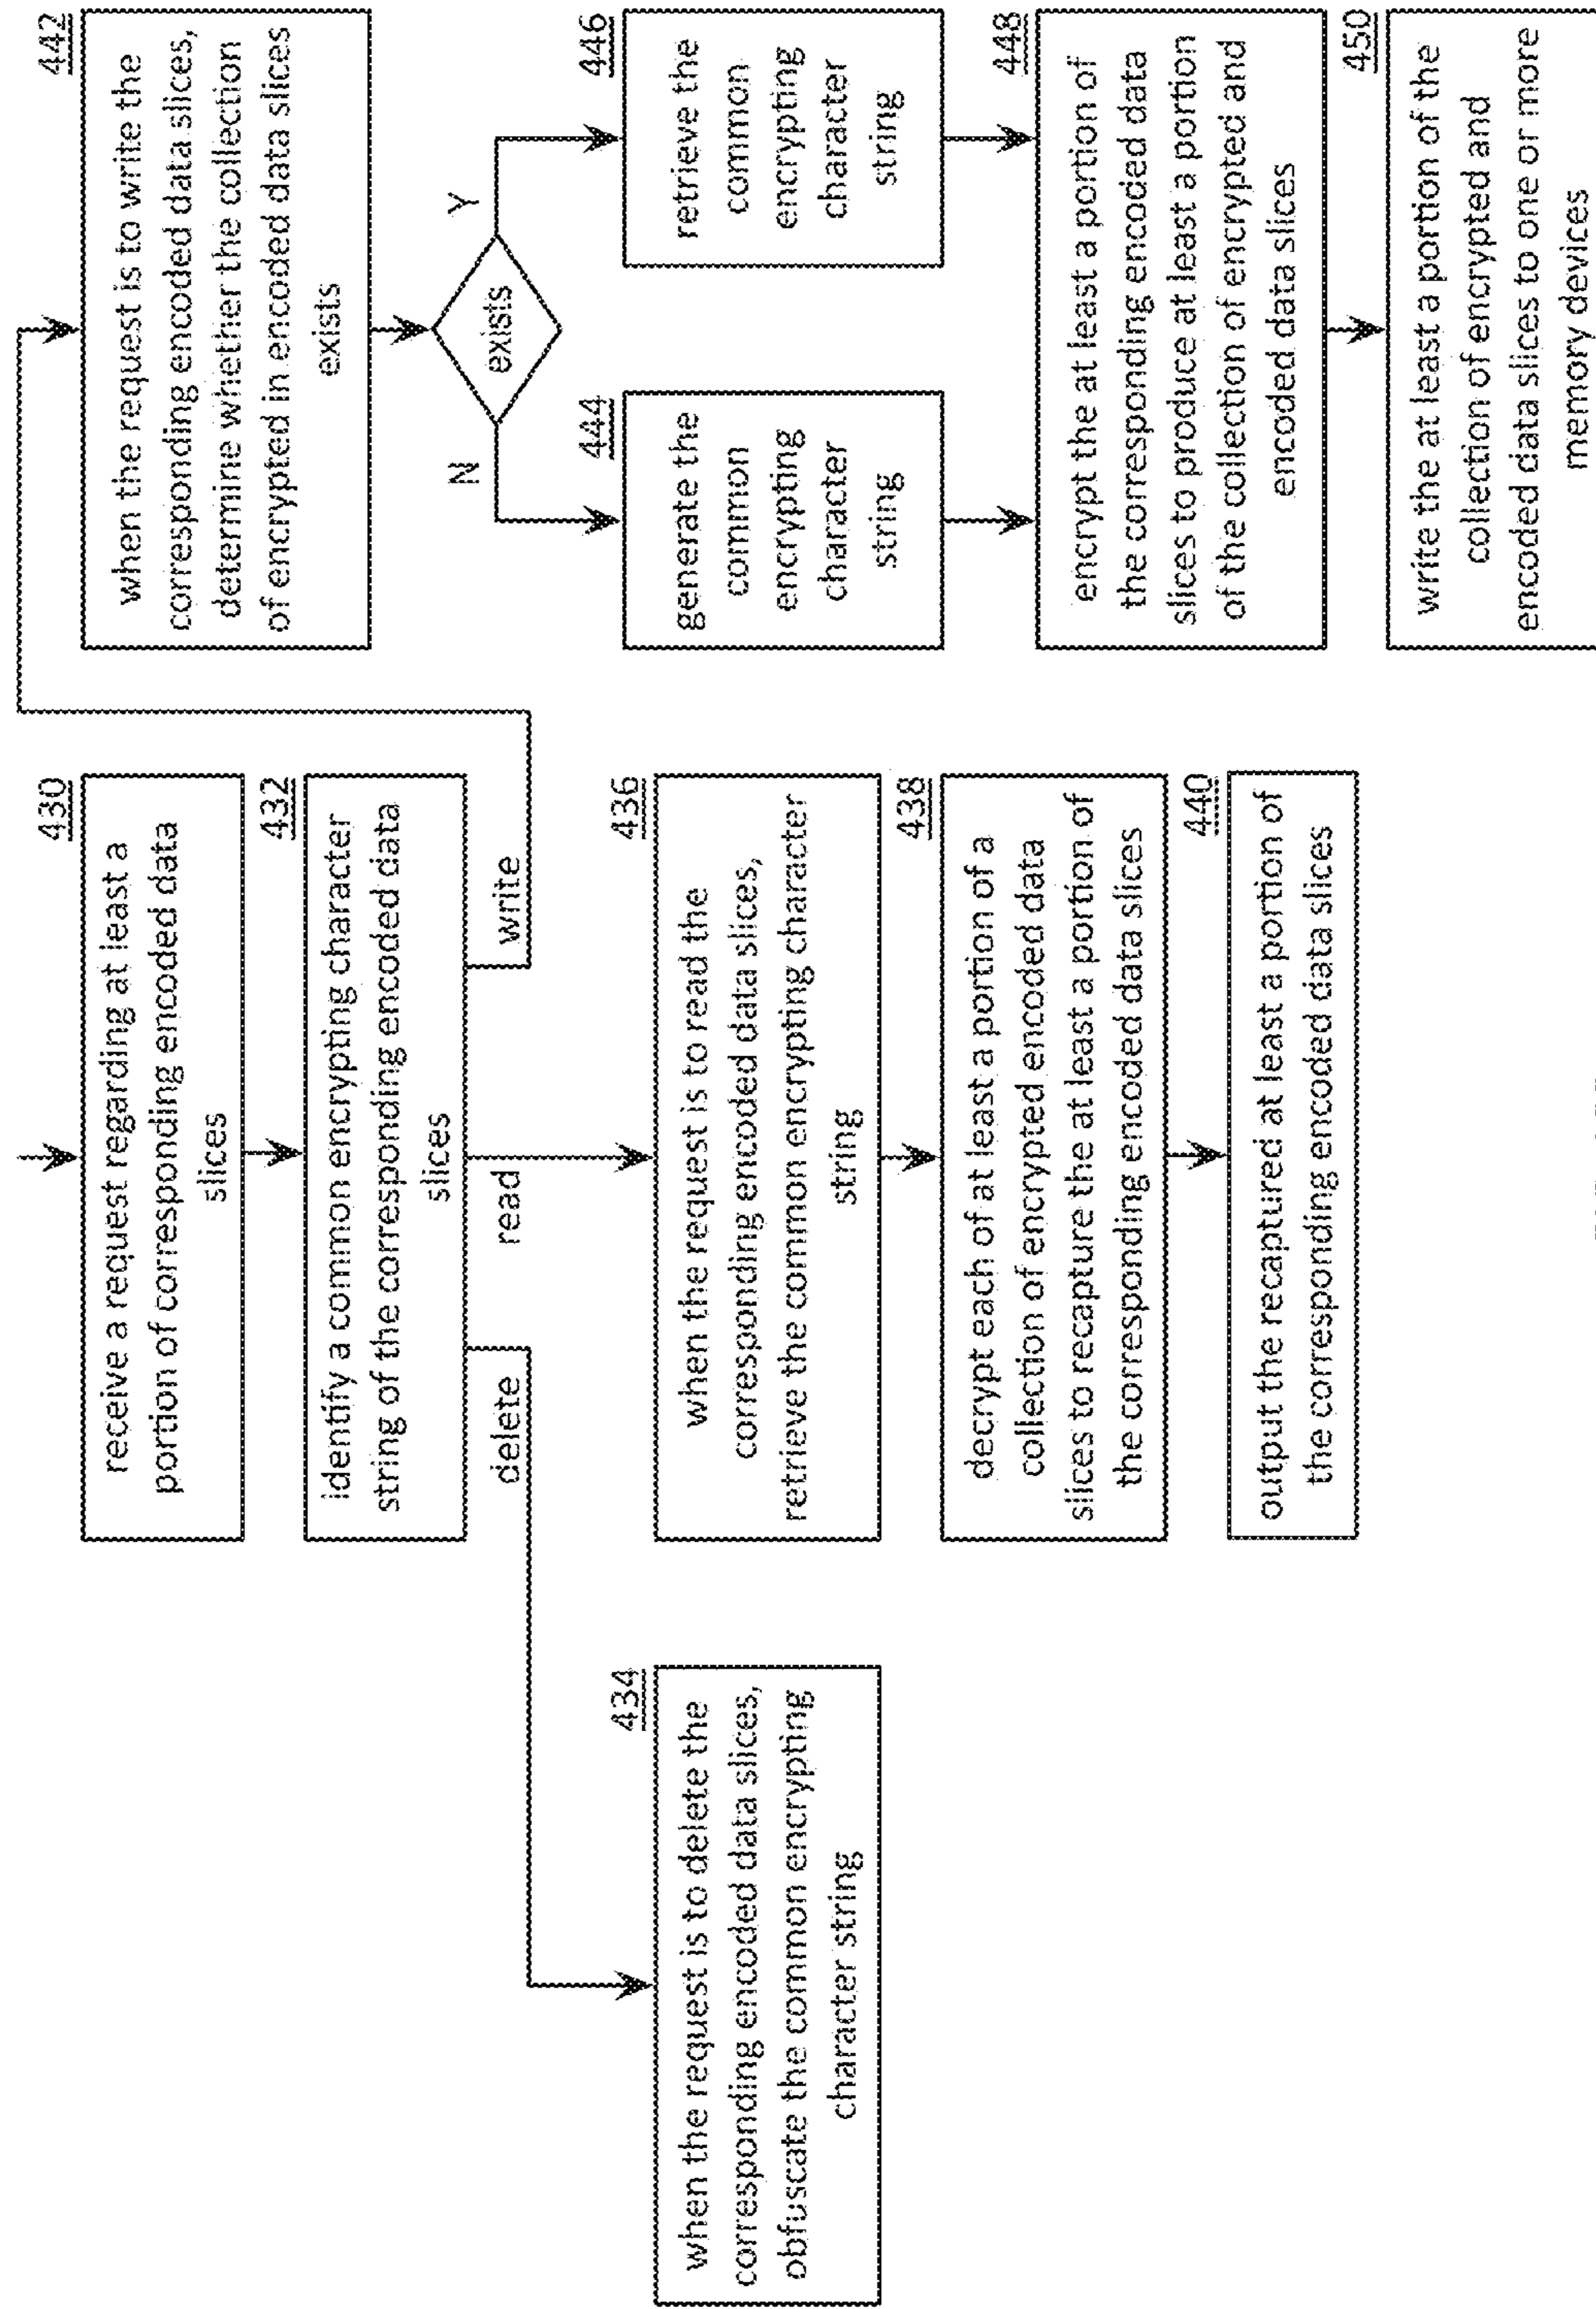 430
receive a request regarding at least a
portion of corresponding encoded data
slices
432
identify a common encrypting character
string of the corresponding encoded data
slices
delete
read
write
434
when the request is to delete the
corresponding encoded data slices,
obfuscate the common encrypting
character string
436
when the request is to read the
corresponding encoded data slices,
retrieve the common encrypting character
string
438
decrypt each of at least a portion of a
collection of encrypted encoded data
slices to recapture the at least a portion of
the corresponding encoded data slices
440
output the recaptured at least a portion of
the corresponding encoded data slices
442
when the request is to write the
corresponding encoded data slices,
determine whether the collection
of encrypted in encoded data slices
exists
N
exists
Y
444
generate the
common
encrypting
character
string
446
retrieve the
common
encrypting
character
string
448
encrypt the at least a portion of
the corresponding encoded data
slices to produce at least a portion
of the collection of encrypted and
encoded data slices
450
write the at least a portion of the
collection of encrypted and
encoded data slices to one or more
memory devices